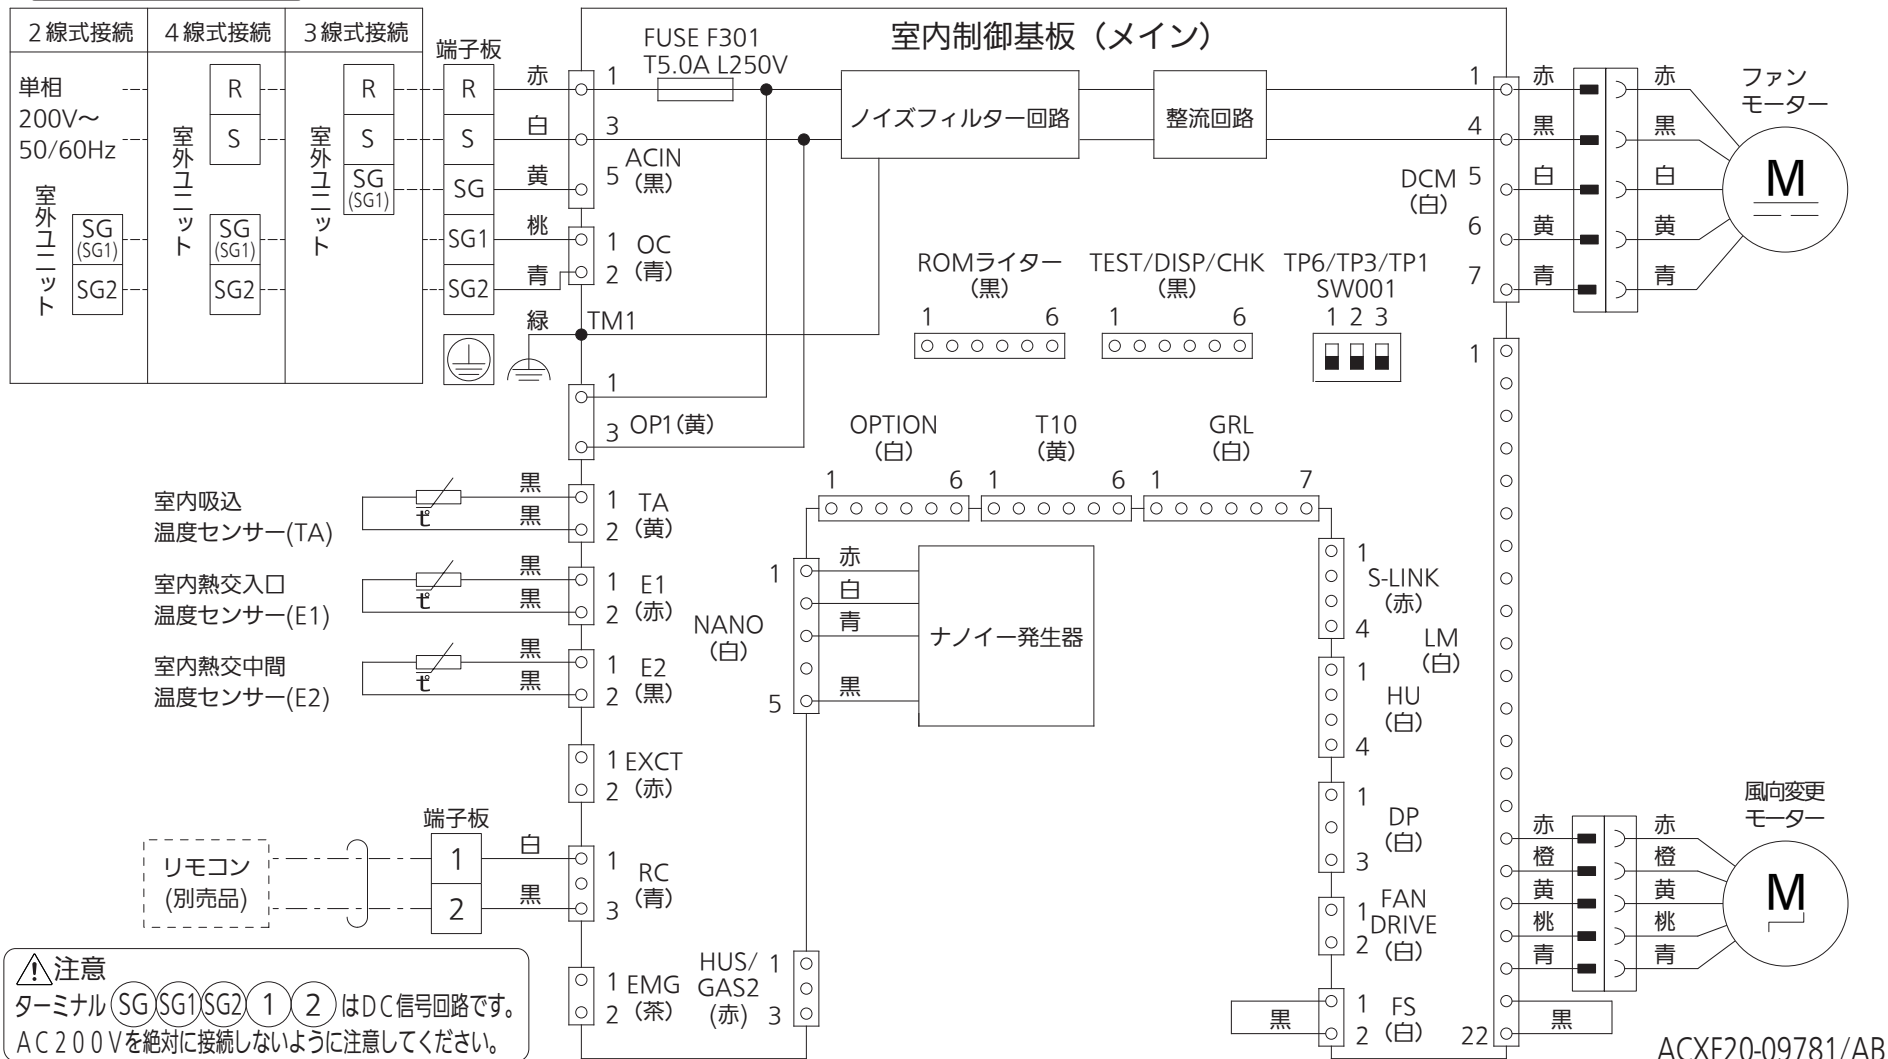 2線式接続
4線式接続
3線式接続
端子板
単相
200V～
50/60Hz
室外ユニット
SG
(SG1)
SG2
室外ユニット
R
S
SG
(SG1)
SG2
室外ユニット
R
S
SG
(SG1)
R
S
SG
SG1
SG2
赤
白
黄
桃
青
緑
1
3
5
ACIN
(黒)
1
2
OC
(青)
TM1
1
3
OP1(黄)
FUSE F301
T5.0A L250V
室内制御基板（メイン）
ノイズフィルター回路
整流回路
1
4
5
6
7
DCM
(白)
赤
黒
白
黄
青
赤
黒
白
黄
青
ファン
モーター
M
ROMライター
(黒)
1 6
TEST/DISP/CHK
(黒)
1 6
TP6/TP3/TP1
SW001
1 2 3
OPTION
(白)
1 6
T10
(黄)
1 6
GRL
(白)
1 7
室内吸込
温度センサー(TA)
ピ
黒
黒
1
2
TA
(黄)
室内熱交入口
温度センサー(E1)
ピ
黒
黒
1
2
E1
(赤)
室内熱交中間
温度センサー(E2)
ピ
黒
黒
1
2
E2
(黒)
1
2
EXCT
(赤)
リモコン
(別売品)
端子板
1
2
白
黒
1
3
RC
(青)
1
2
EMG
(茶)
HUS/
GAS2
(赤)
1
3
NANO
(白)
1
5
赤
白
青
黒
ナノイー発生器
1
4
S-LINK
(赤)
1
4
HU
(白)
1
3
DP
(白)
1
2
FAN
DRIVE
(白)
黒
1
2
FS
(白)
LM
(白)
1
22
赤
橙
黄
桃
青
黒
赤
橙
黄
桃
青
風向変更
モーター
M
注意
ターミナル SG SG1 SG2 1 2 はDC信号回路です。
AC200Vを絶対に接続しないように注意してください。
ACXF20-09781/AB